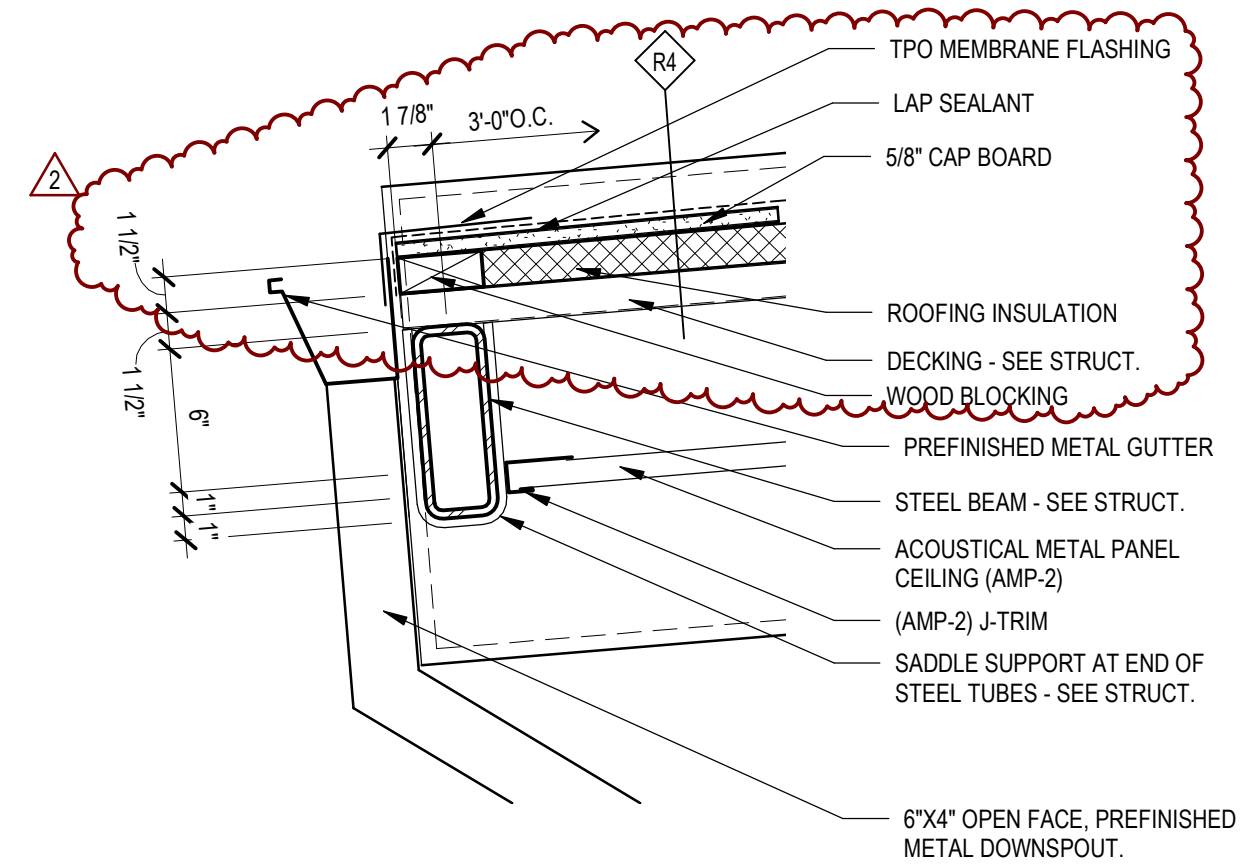 TPO MEMBRANE FLASHING
R4
LAP SEALANT
1 7/8"
3'-0"O.C.
5/8" CAP BOARD
2
1 1/2"
ROOFING INSULATION
DECKING - SEE STRUCT.
1 1/2"
WOOD BLOCKING
6"
PREFINISHED METAL GUTTER
STEEL BEAM - SEE STRUCT.
1"
1"
ACOUSTICAL METAL PANEL
CEILING (AMP-2)
(AMP-2) J-TRIM
SADDLE SUPPORT AT END OF
STEEL TUBES - SEE STRUCT.
6"X4" OPEN FACE, PREFINISHED
METAL DOWNSPOUT.